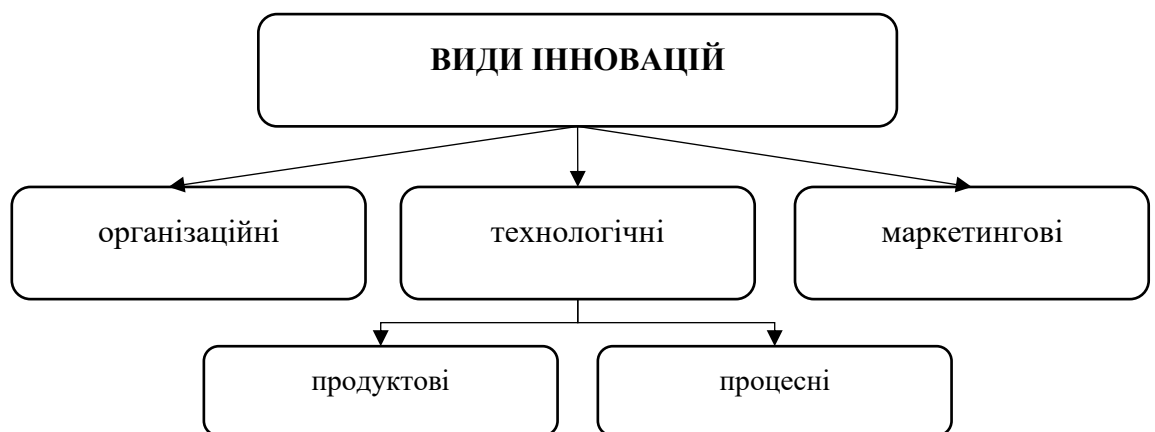 ВИДИ ІННОВАЦІЙ
організаційні
технологічні
маркетингові
продуктові
процесні